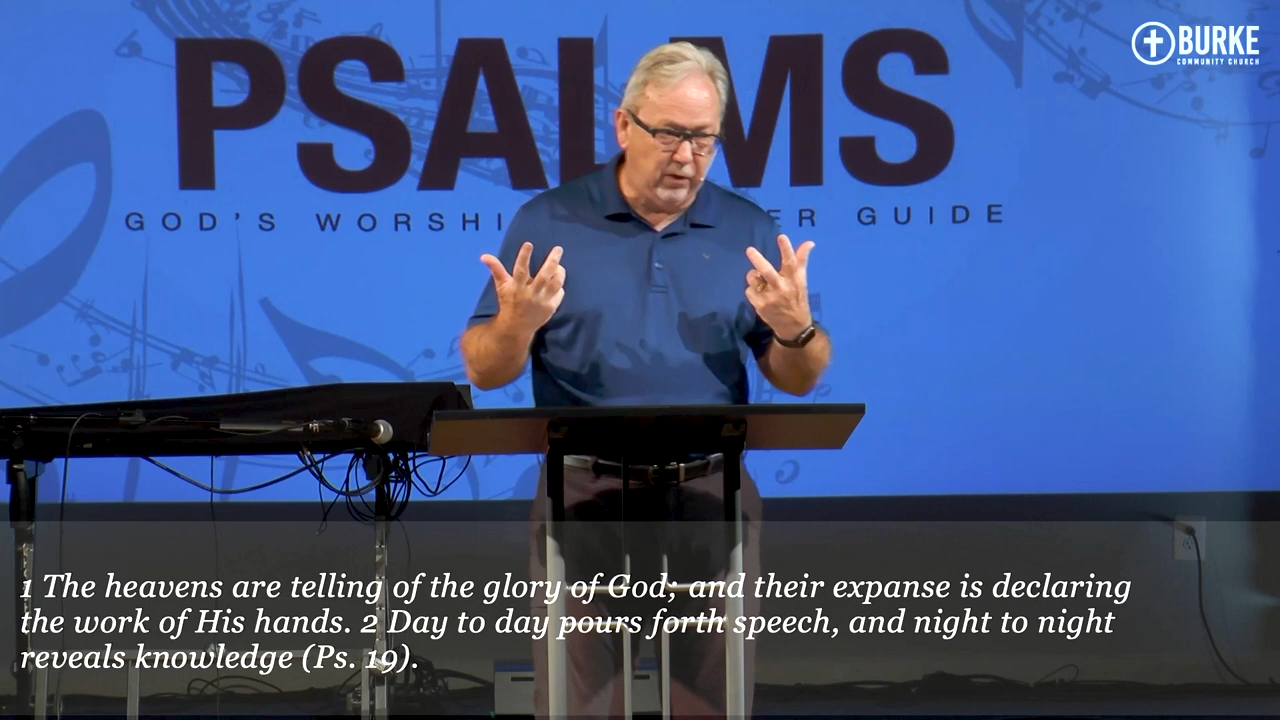 PSALMS
GOD'S WORSHI ER GUIDE
BURKE
COMMUNITY CHURCH
1 The heavens are telling of the glory of God; and their expanse is declaring
the work of His hands. 2 Day to day pours forth speech, and night to night
reveals knowledge (Ps. 19).